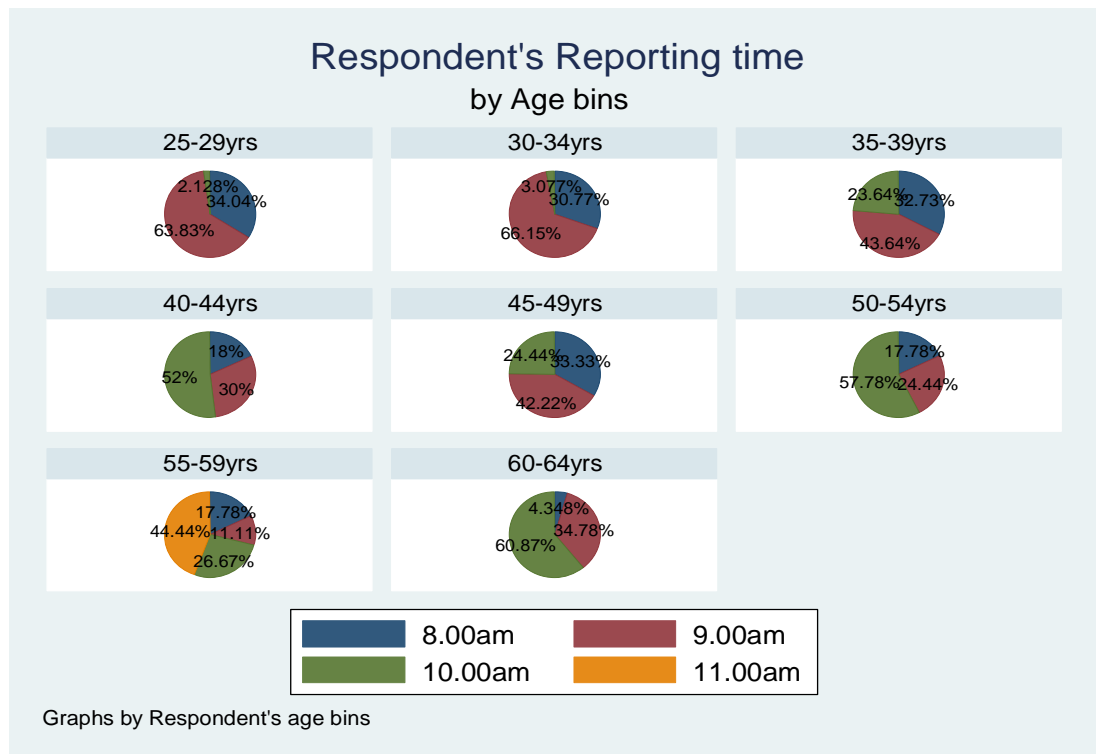 Respondent's Reporting time
by Age bins
25-29yrs
30-34yrs
35-39yrs
2.128%
34.04%
63.83%
3.077%
30.77%
66.15%
23.64%
32.73%
43.64%
40-44yrs
45-49yrs
50-54yrs
18%
52%
30%
24.44%
33.33%
42.22%
17.78%
57.78%
24.44%
55-59yrs
60-64yrs
17.78%
44.44%
11.11%
26.67%
4.348%
34.78%
60.87%
8.00am
9.00am
10.00am
11.00am
Graphs by Respondent's age bins